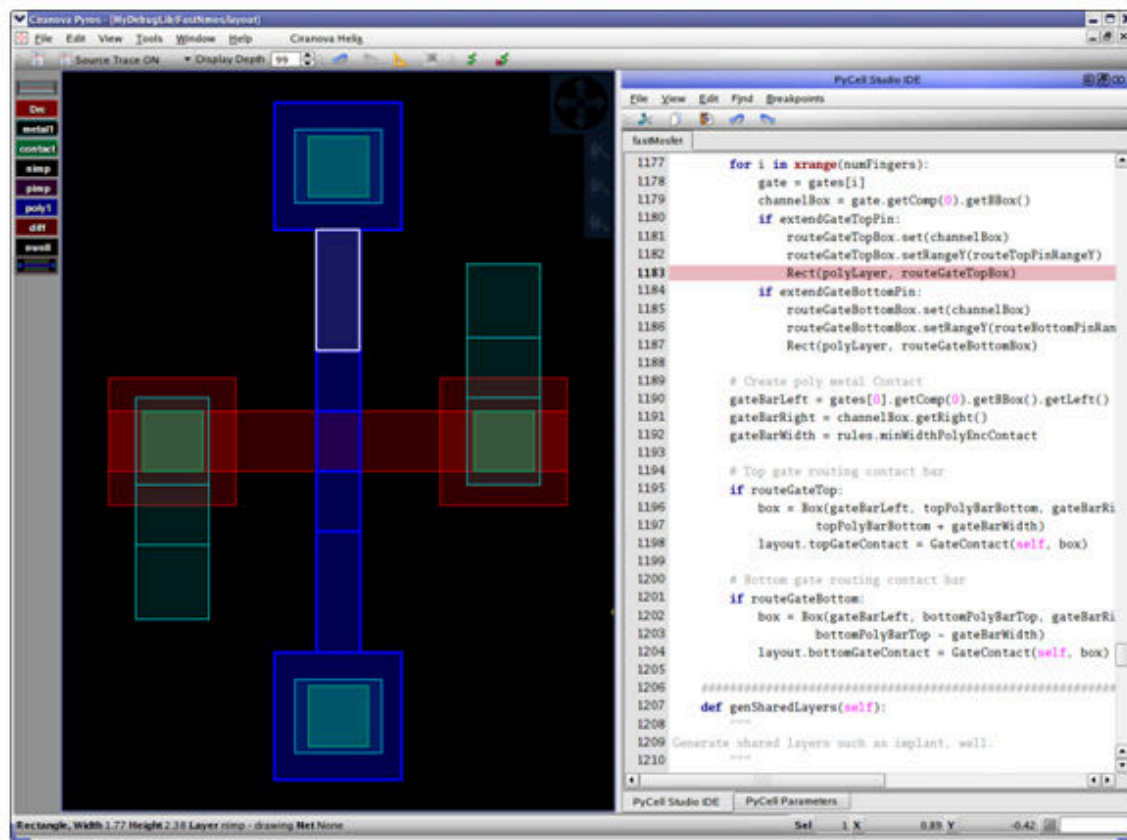 Ciranova Pyros - [MyDebugLib/FastNmos/layout]
File Edit View Tools Window Help Ciranova Helix
Source Trace ON Display Depth 99
Drc
metal1
contact
nimp
pimp
poly1
diff
nwell
PyCell Studio IDE
File View Edit Find Breakpoints
fastMosfet
1177 for i in xrange(numFingers):
1178 gate = gates[i]
1179 channelBox = gate.getComp(0).getBBox()
1180 if extendGateTopPin:
1181 routeGateTopBox.set(channelBox)
1182 routeGateTopBox.setRangeY(routeTopPinRangeY)
1183 Rect(polyLayer, routeGateTopBox)
1184 if extendGateBottomPin:
1185 routeGateBottomBox.set(channelBox)
1186 routeGateBottomBox.setRangeY(routeBottomPinRan
1187 Rect(polyLayer, routeGateBottomBox)
1188
1189 # Create poly metal Contact
1190 gateBarLeft = gates[0].getComp(0).getBBox().getLeft()
1191 gateBarRight = channelBox.getRight()
1192 gateBarWidth = rules.minWidthPolyEncContact
1193
1194 # Top gate routing contact bar
1195 if routeGateTop:
1196 box = Box(gateBarLeft, topPolyBarBottom, gateBarRi
1197 topPolyBarBottom + gateBarWidth)
1198 layout.topGateContact = GateContact(self, box)
1199
1200 # Bottom gate routing contact bar
1201 if routeGateBottom:
1202 box = Box(gateBarLeft, bottomPolyBarTop, gateBarRi
1203 bottomPolyBarTop - gateBarWidth)
1204 layout.bottomGateContact = GateContact(self, box)
1205
1206 ##########################################################
1207 def genSharedLayers(self):
1208 """
1209 Generate shared layers such as implant, well.
1210 """
PyCell Studio IDE PyCell Parameters
Rectangle, Width 1.77 Height 2.38 Layer nimp - drawing Net None Sel 1 X 0.89 Y -0.42